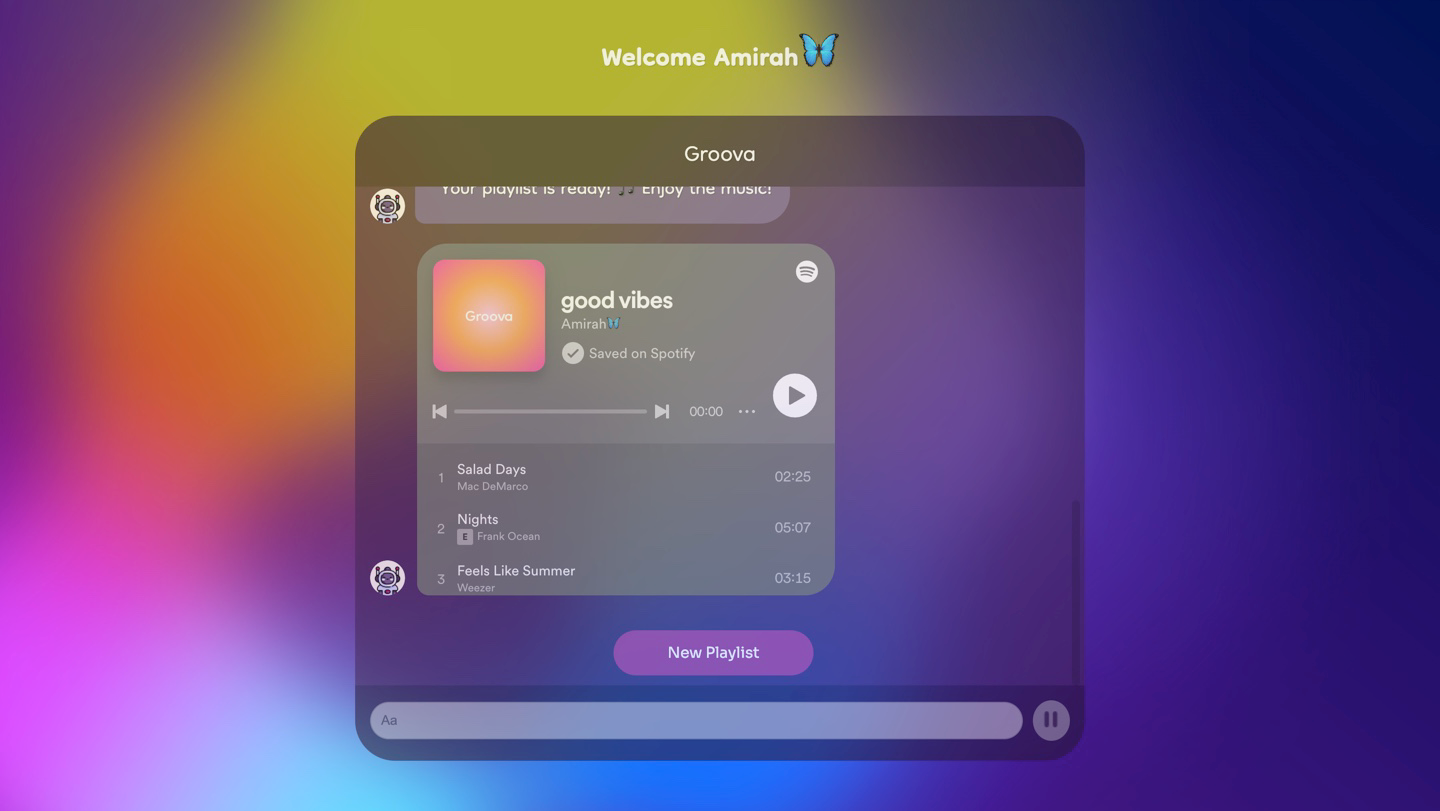 Welcome Amirah🦋
Groova
Your playlist is ready! 🎵 Enjoy the music!
Groova
good vibes
Amirah🦋
Saved on Spotify
00:00
1 Salad Days 02:25
Mac DeMarco
2 Nights 05:07
E Frank Ocean
3 Feels Like Summer 03:15
Weezer
New Playlist
Aa